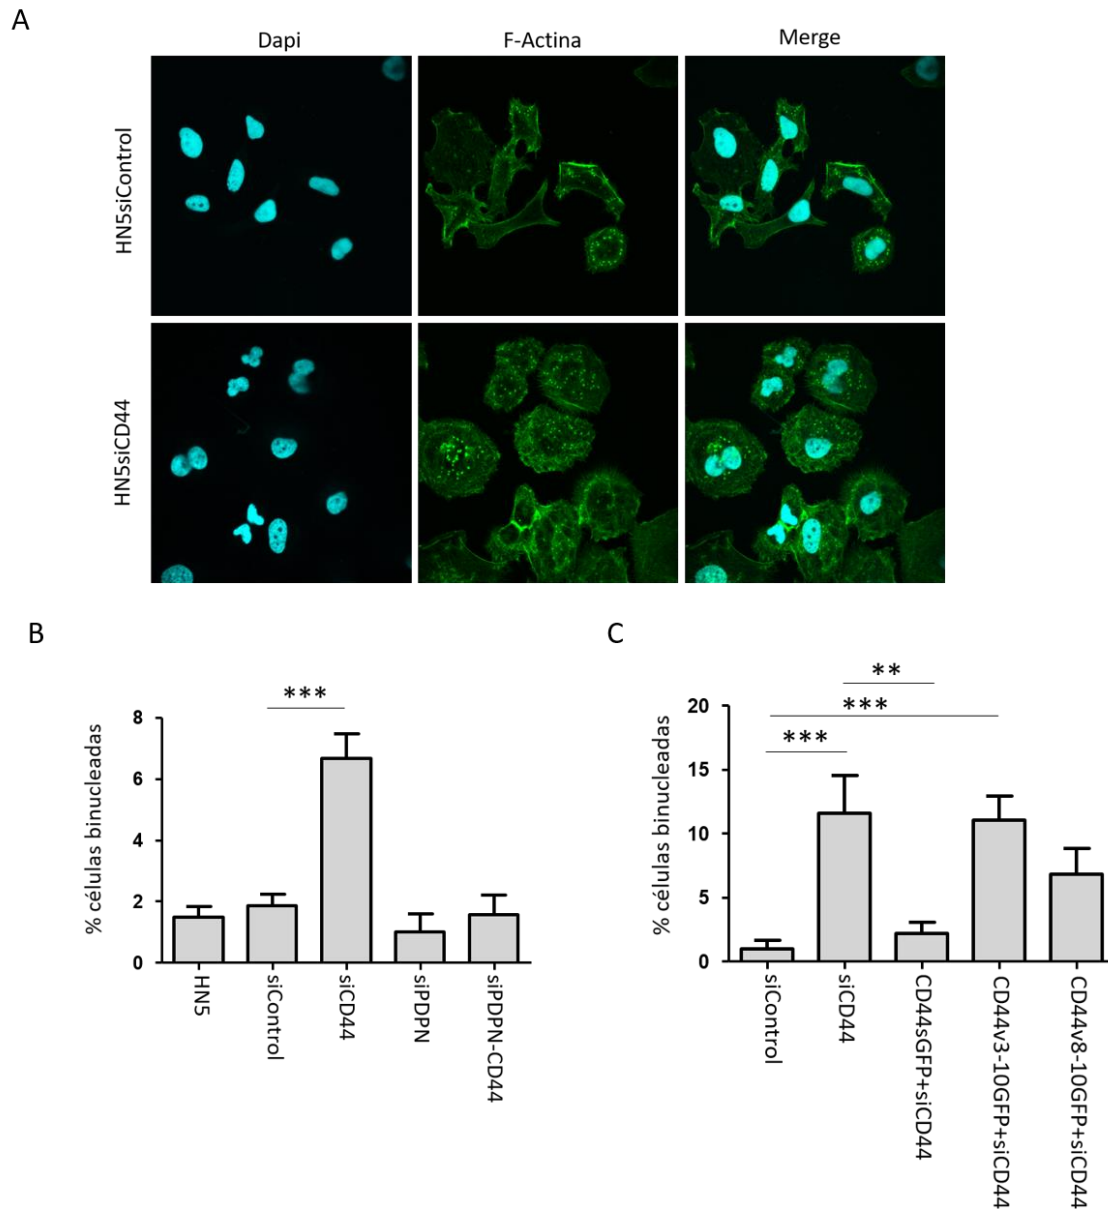 A
Dapi
F-Actina
Merge
HN5siControl
HN5siCD44
B
***
% células binucleadas
8
6
4
2
0
HN5
siControl
siCD44
siPDPN
siPDPN-CD44
C
**
***
***
% células binucleadas
20
15
10
5
0
siControl
siCD44
CD44sGFP+siCD44
CD44v3-10GFP+siCD44
CD44v8-10GFP+siCD44